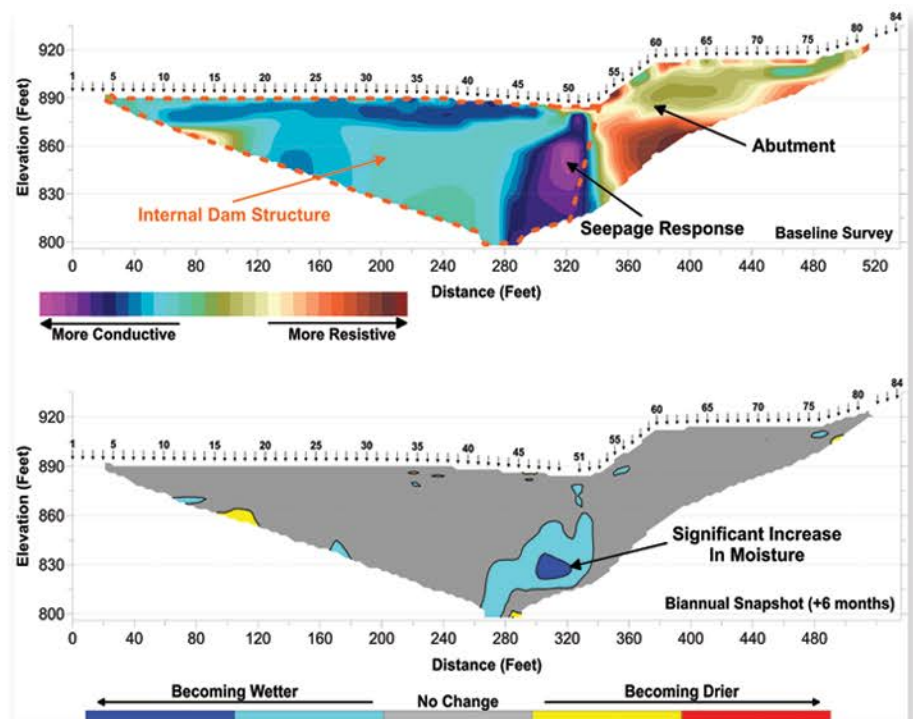 84
80
75
70
65
60
920
55
1 5 10 15 20 25 30 35 40 45 50
890
Elevation (Feet)
860
Abutment
830
Internal Dam Structure
Seepage Response
800
Baseline Survey
0 40 80 120 160 200 240 280 320 360 400 440 480 520
Distance (Feet)
More Conductive
More Resistive
84
80
60 65 70 75
920
55
1 5 10 15 20 25 30 35 40 46 51
890
Elevation (Feet)
860
Significant Increase
In Moisture
830
800
Biannual Snapshot (+6 months)
0 40 80 120 160 200 240 280 320 360 400 440 480
Distance (Feet)
Becoming Wetter
No Change
Becoming Drier